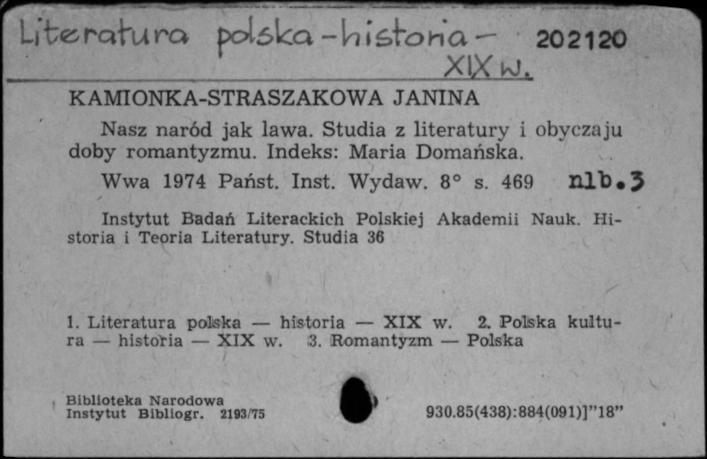 Literatura polska - historia - 202120
XIX w.
KAMIONKA-STRASZAKOWA JANINA
Nasz naród jak lawa. Studia z literatury i obyczaju
doby romantyzmu. Indeks: Maria Domańska.
Wwa 1974 Państ. Inst. Wydaw. 8° s. 469 nlb.3
Instytut Badań Literackich Polskiej Akademii Nauk. Hi-
storia i Teoria Literatury. Studia 36
1. Literatura polska — historia — XIX w. 2. Polska kultu-
ra — historia — XIX w. 3. Romantyzm — Polska
Biblioteka Narodowa
Instytut Bibliogr. 2193/75
930.85(438):884(091)]"18"